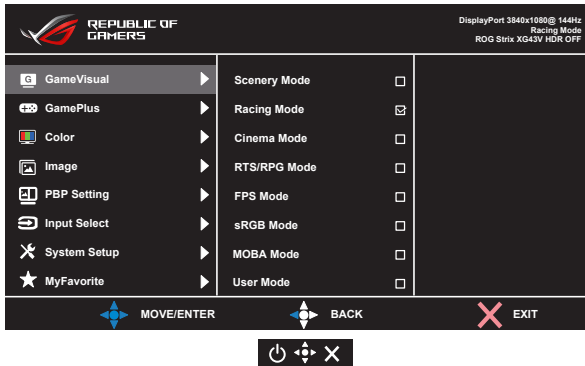 REPUBLIC OF
GAMERS
DisplayPort 3840x1080@ 144Hz
Racing Mode
ROG Strix XG43V HDR OFF
G GameVisual
GamePlus
Color
Image
PBP Setting
Input Select
System Setup
MyFavorite
Scenery Mode
Racing Mode
Cinema Mode
RTS/RPG Mode
FPS Mode
sRGB Mode
MOBA Mode
User Mode
MOVE/ENTER
BACK
EXIT